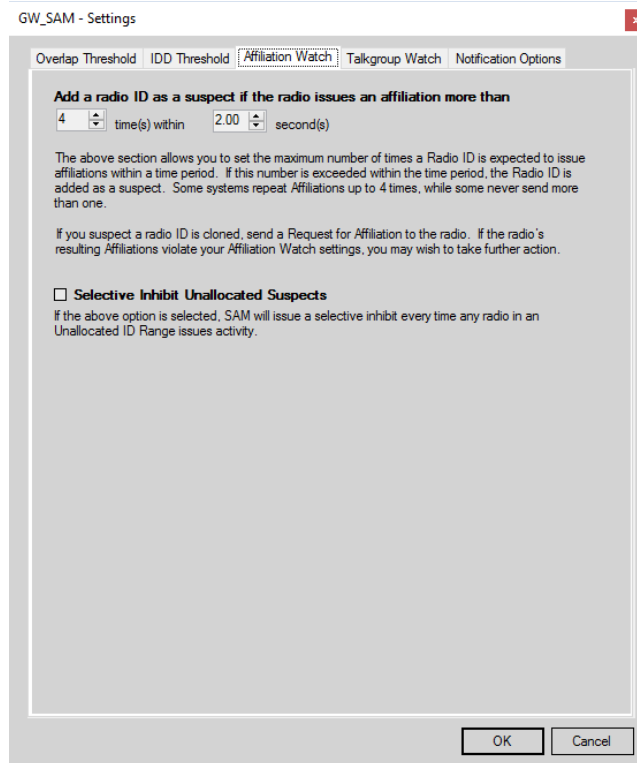 GW_SAM - Settings
Overlap Threshold IDD Threshold Affiliation Watch Talkgroup Watch Notification Options
Add a radio ID as a suspect if the radio issues an affiliation more than
4 time(s) within 2.00 second(s)
The above section allows you to set the maximum number of times a Radio ID is expected to issue
affiliations within a time period. If this number is exceeded within the time period, the Radio ID is
added as a suspect. Some systems repeat Affiliations up to 4 times, while some never send more
than one.
If you suspect a radio ID is cloned, send a Request for Affiliation to the radio. If the radio's
resulting Affiliations violate your Affiliation Watch settings, you may wish to take further action.
Selective Inhibit Unallocated Suspects
If the above option is selected, SAM will issue a selective inhibit every time any radio in an
Unallocated ID Range issues activity.
OK Cancel